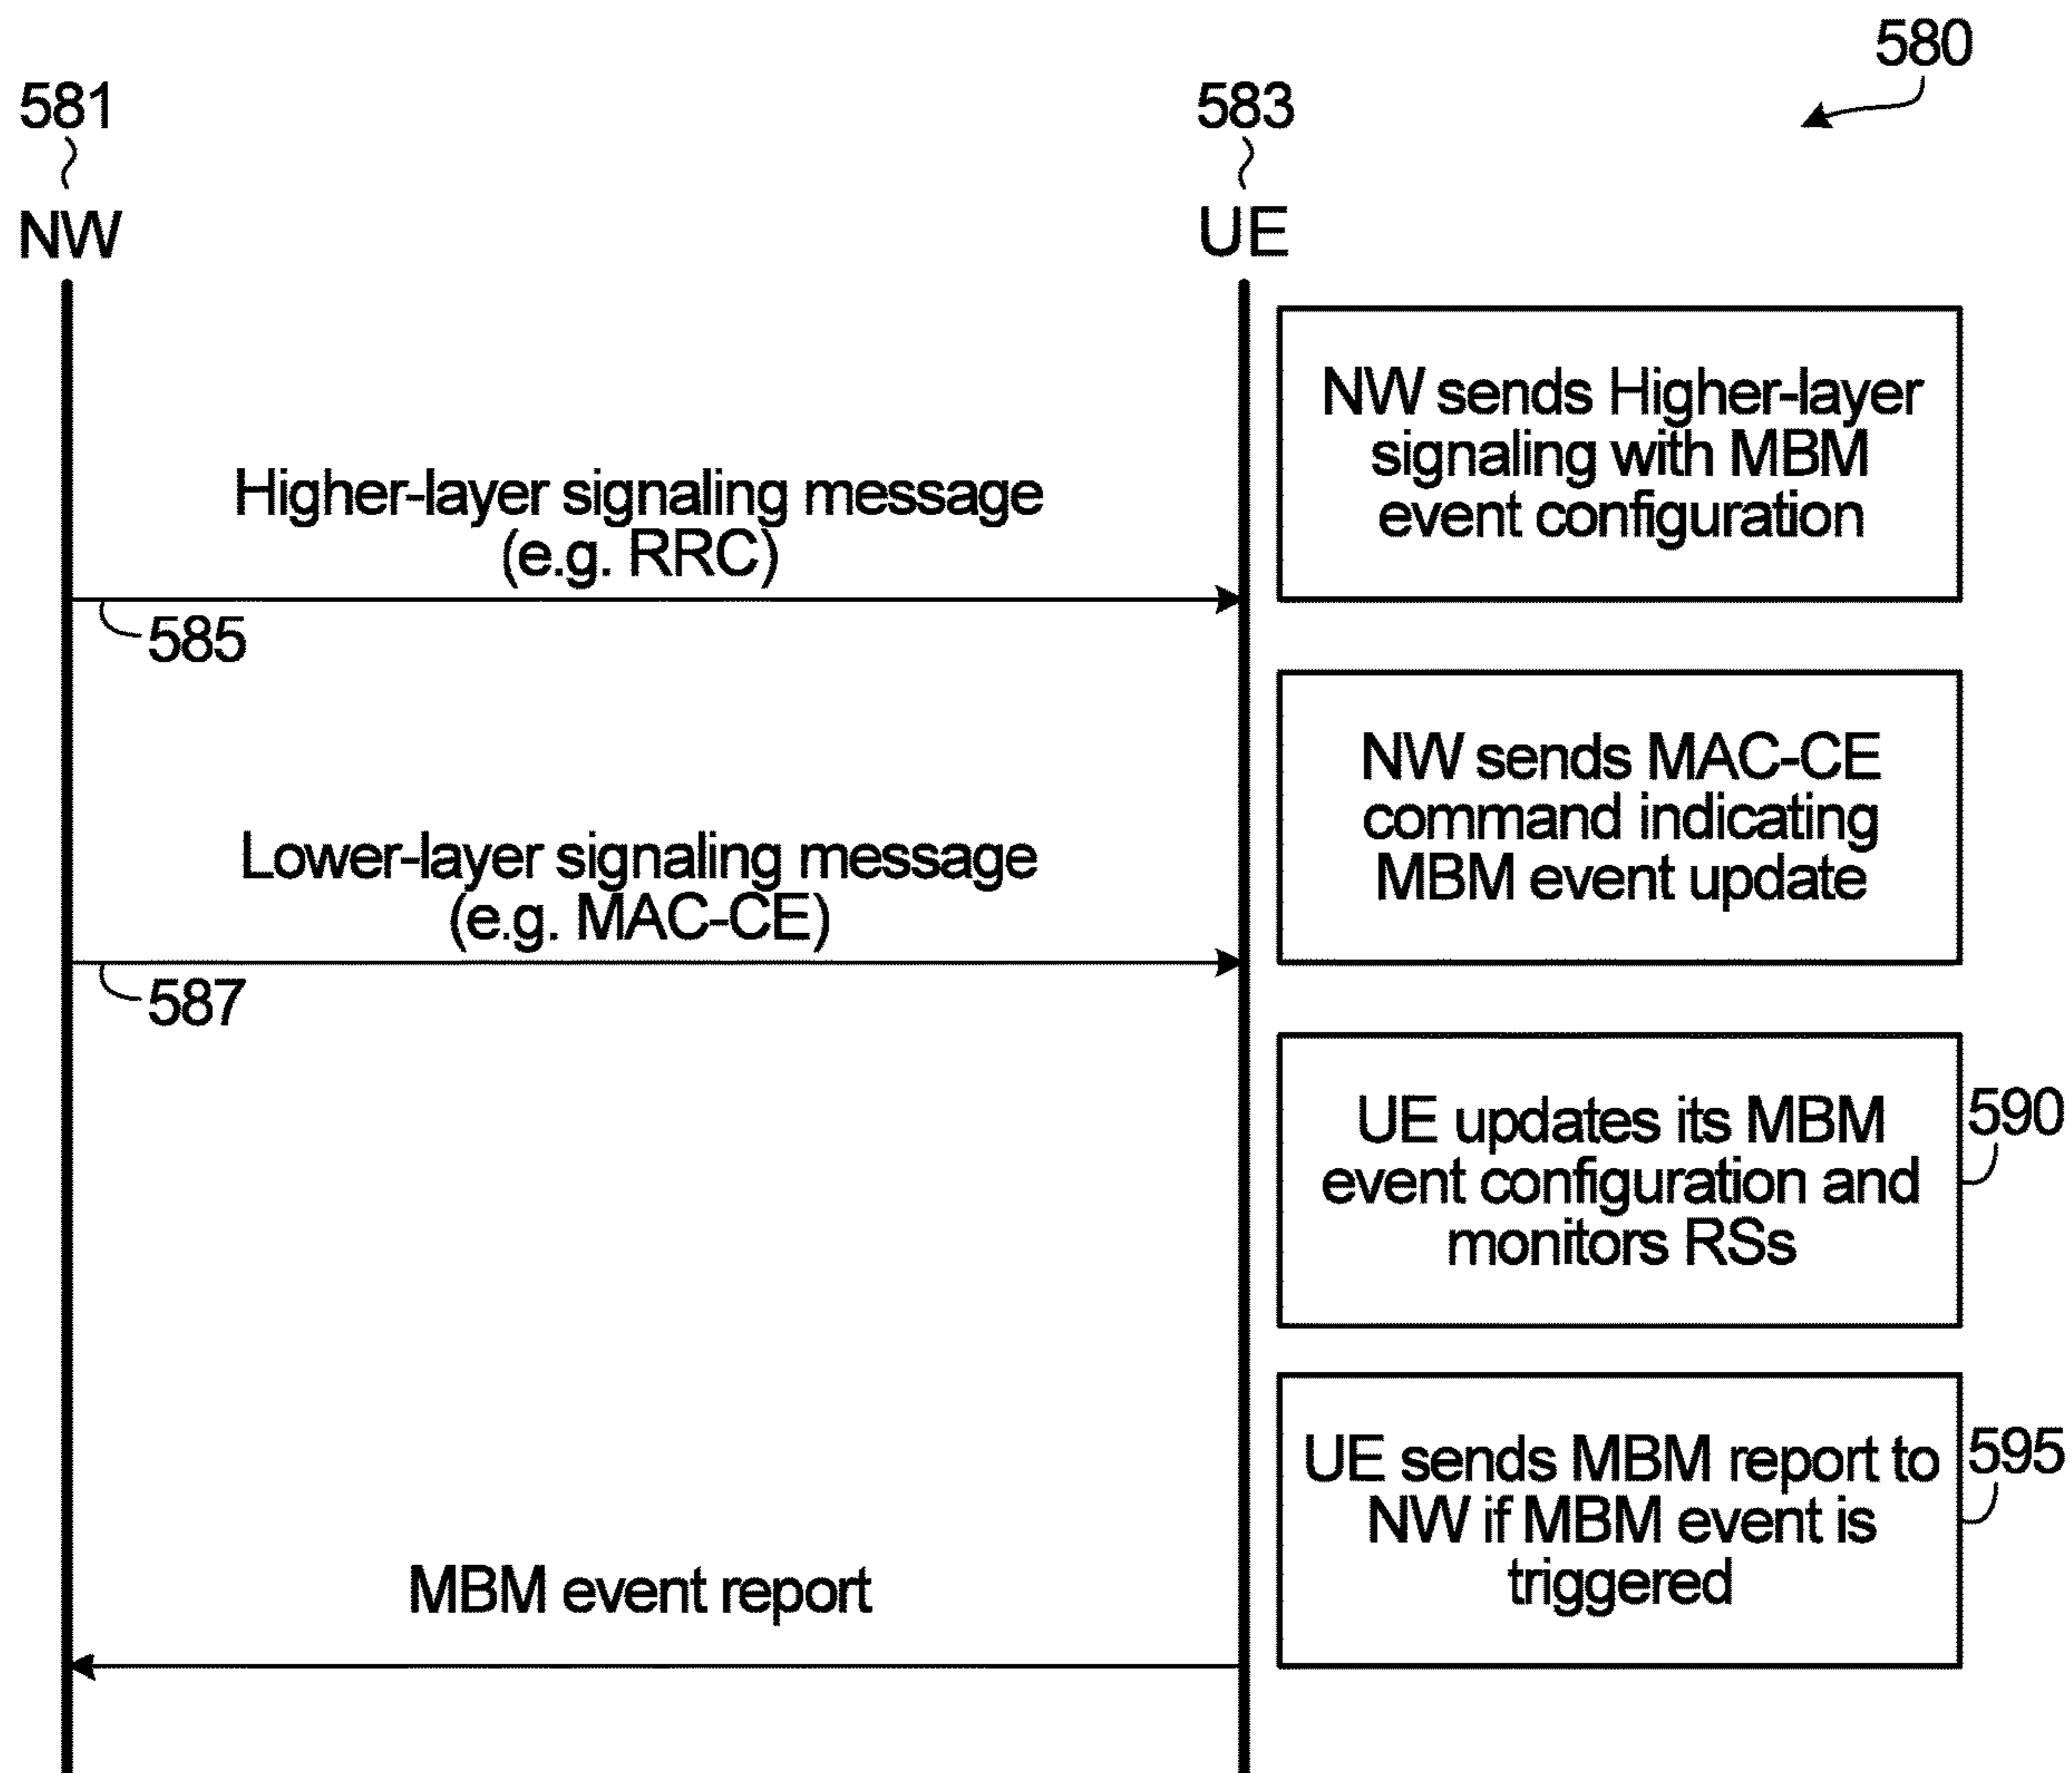 580
581
583
NW
UE
NW sends Higher-layer
signaling with MBM
event configuration
Higher-layer signaling message
(e.g. RRC)
585
NW sends MAC-CE
command indicating
MBM event update
Lower-layer signaling message
(e.g. MAC-CE)
587
UE updates its MBM
event configuration and
monitors RSs
590
UE sends MBM report to
NW if MBM event is
triggered
595
MBM event report